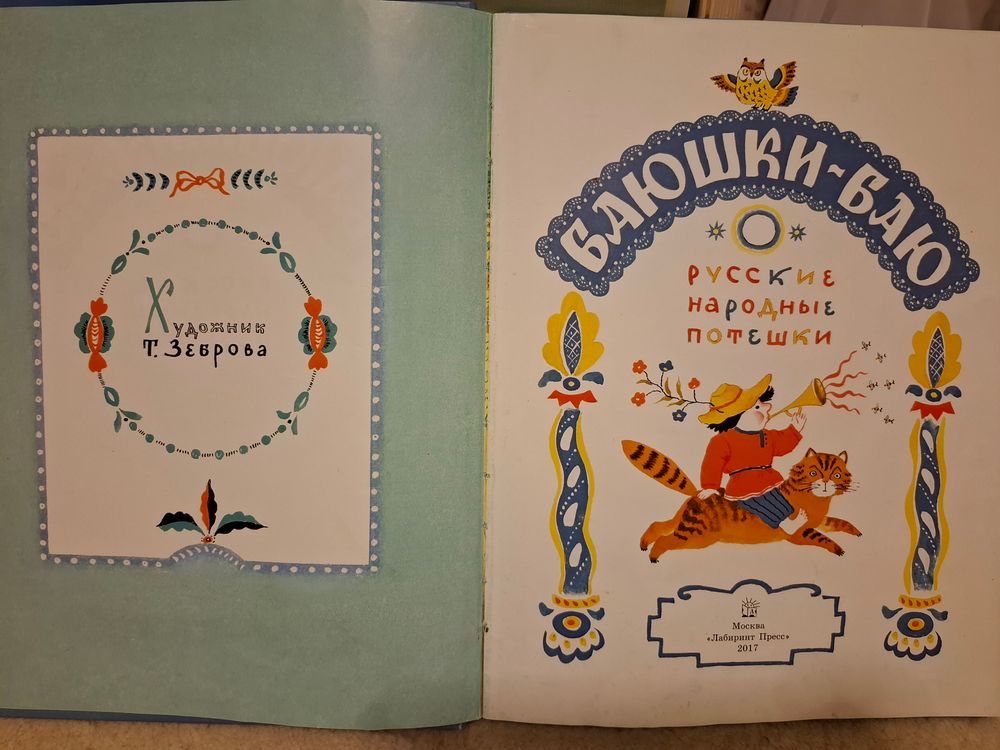 Художник
Т. Зеброва
БАЮШКИ-БАЮ
РУССКИЕ
НАРОДНЫЕ
ПОТЕШКИ
Москва
«Лабиринт Пресс»
2017